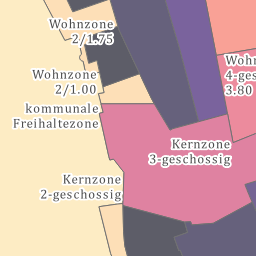 Wohnzone
2/1.75
Wohnzone
2/1.00
kommunale
Freihaltezone
Kernzone
2-geschossig
Kernzone
3-geschossig
Wohn
4-ges
3.80